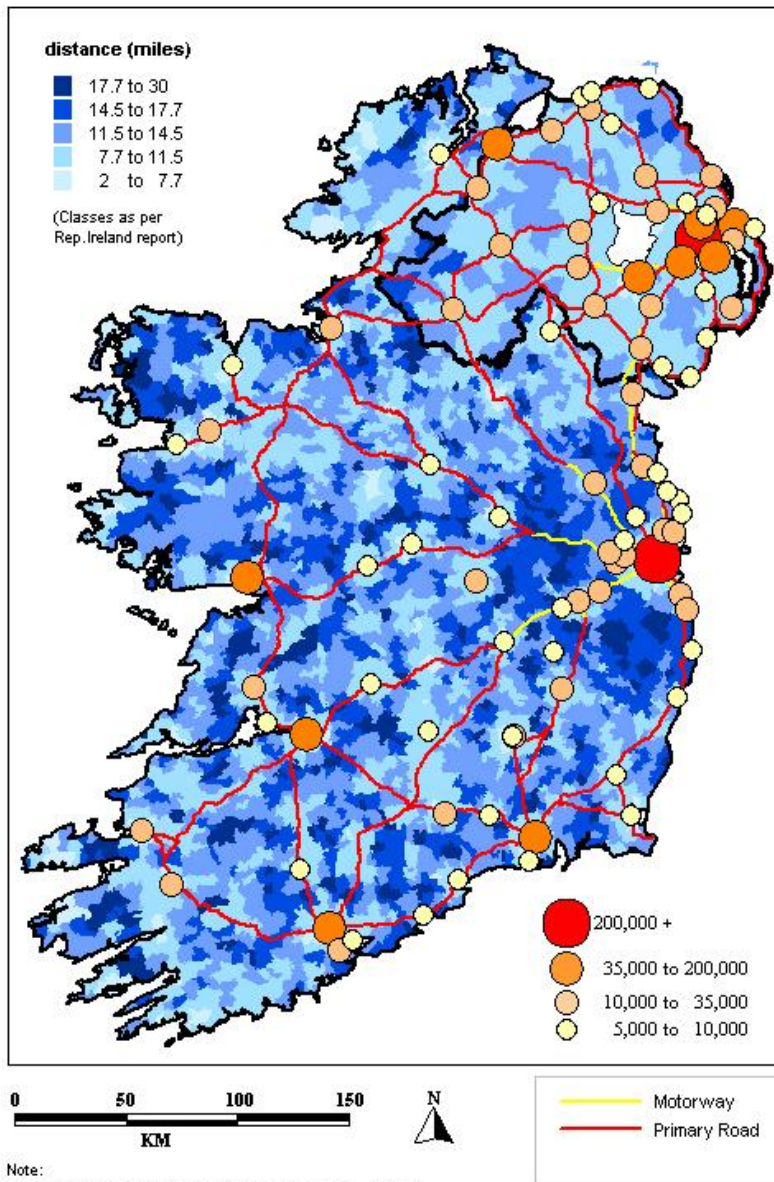 distance (miles)
17.7 to 30
14.5 to 17.7
11.5 to 14.5
7.7 to 11.5
2 to 7.7
(Classes as per
Rep.Ireland report)
200,000 +
35,000 to 200,000
10,000 to 35,000
5,000 to 10,000
0 50 100 150
KM
N
Motorway
Primary Road
Note: